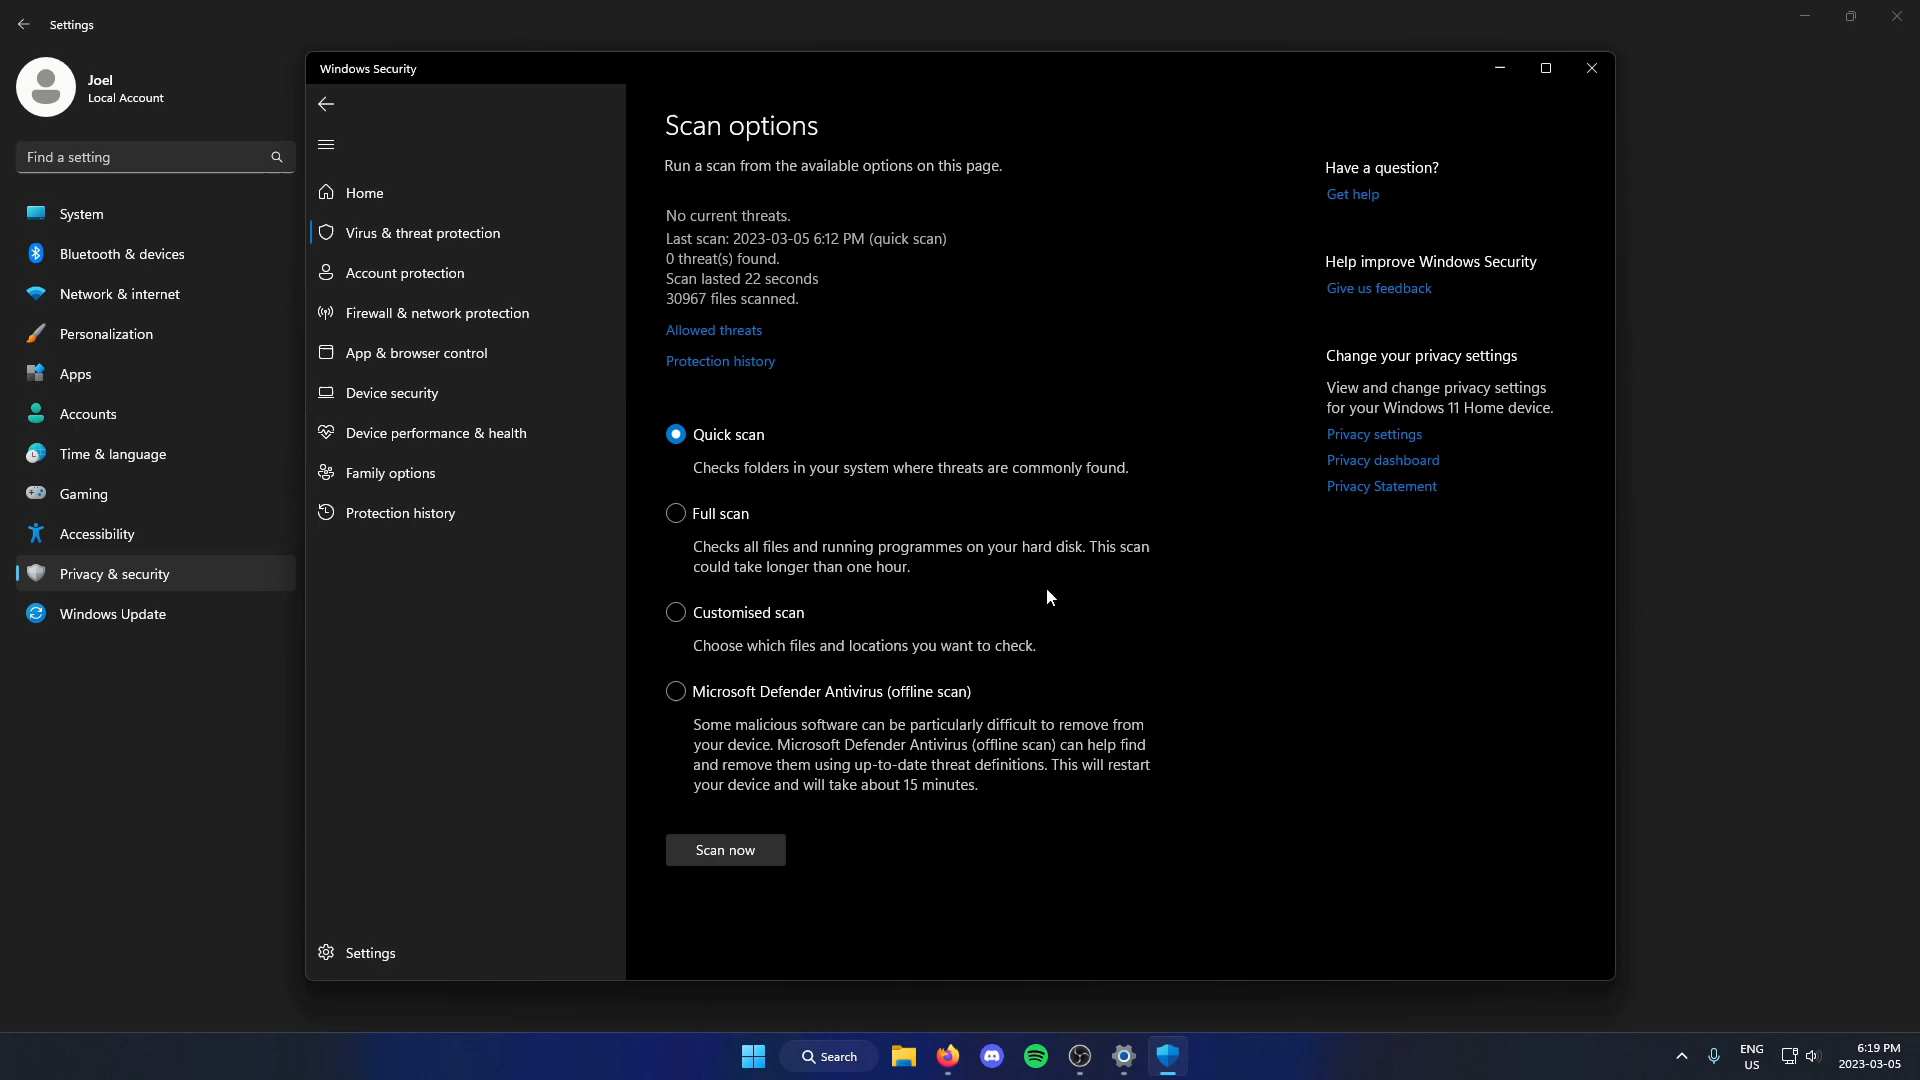 Settings
Joel
Local Account
Find a setting
System
Bluetooth & devices
Network & internet
Personalization
Apps
Accounts
Time & language
Gaming
Accessibility
Privacy & security
Windows Update
Windows Security
Home
Virus & threat protection
Account protection
Firewall & network protection
App & browser control
Device security
Device performance & health
Family options
Protection history
Settings
Scan options
Run a scan from the available options on this page.
No current threats.
Last scan: 2023-03-05 6:12 PM (quick scan)
0 threat(s) found.
Scan lasted 22 seconds
30967 files scanned.
Allowed threats
Protection history
Quick scan
Checks folders in your system where threats are commonly found.
Full scan
Checks all files and running programmes on your hard disk. This scan
could take longer than one hour.
Customised scan
Choose which files and locations you want to check.
Microsoft Defender Antivirus (offline scan)
Some malicious software can be particularly difficult to remove from
your device. Microsoft Defender Antivirus (offline scan) can help find
and remove them using up-to-date threat definitions. This will restart
your device and will take about 15 minutes.
Scan now
Have a question?
Get help
Help improve Windows Security
Give us feedback
Change your privacy settings
View and change privacy settings
for your Windows 11 Home device.
Privacy settings
Privacy dashboard
Privacy Statement
Search
ENG
US
6:19 PM
2023-03-05